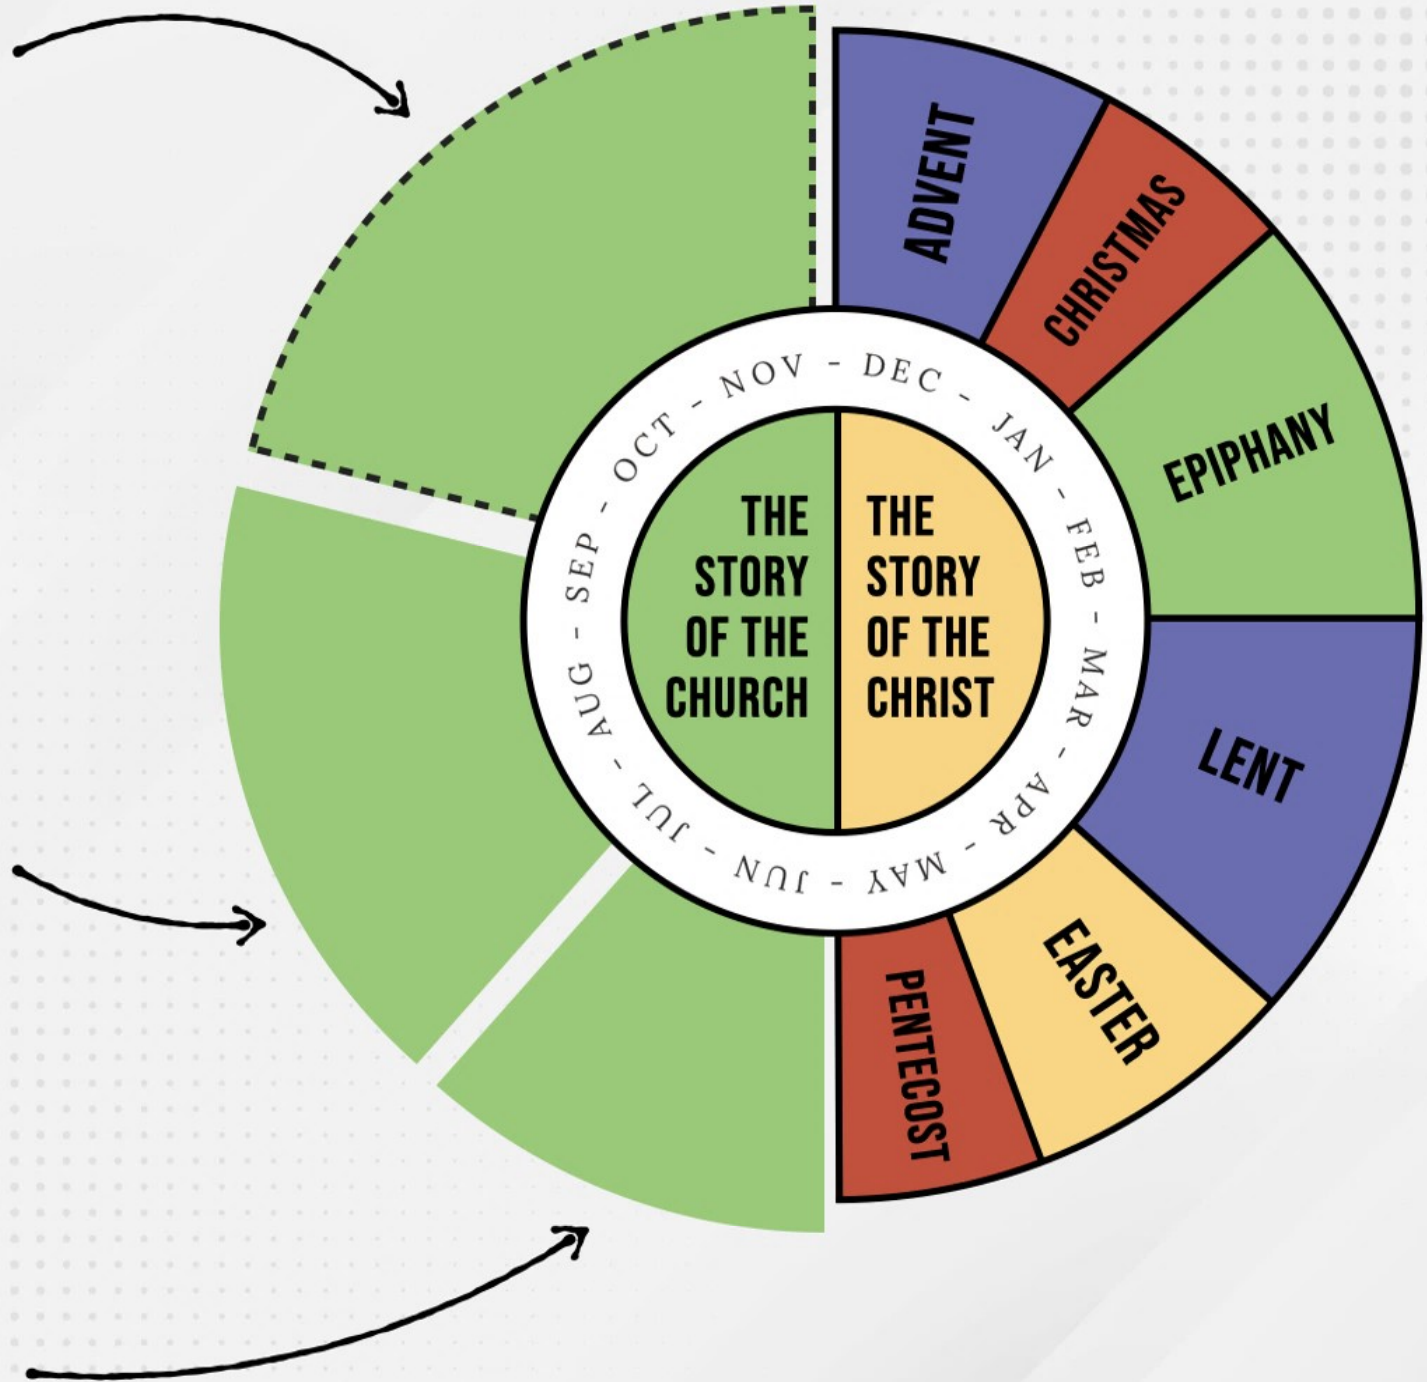 ADVENT
CHRISTMAS
EPIPHANY
LENT
EASTER
PENTECOST
DEC - JAN - FEB - MAR - APR - MAY - JUN - JUL - AUG - SEP - OCT - NOV -
THE
STORY
OF THE
CHURCH
THE
STORY
OF THE
CHRIST